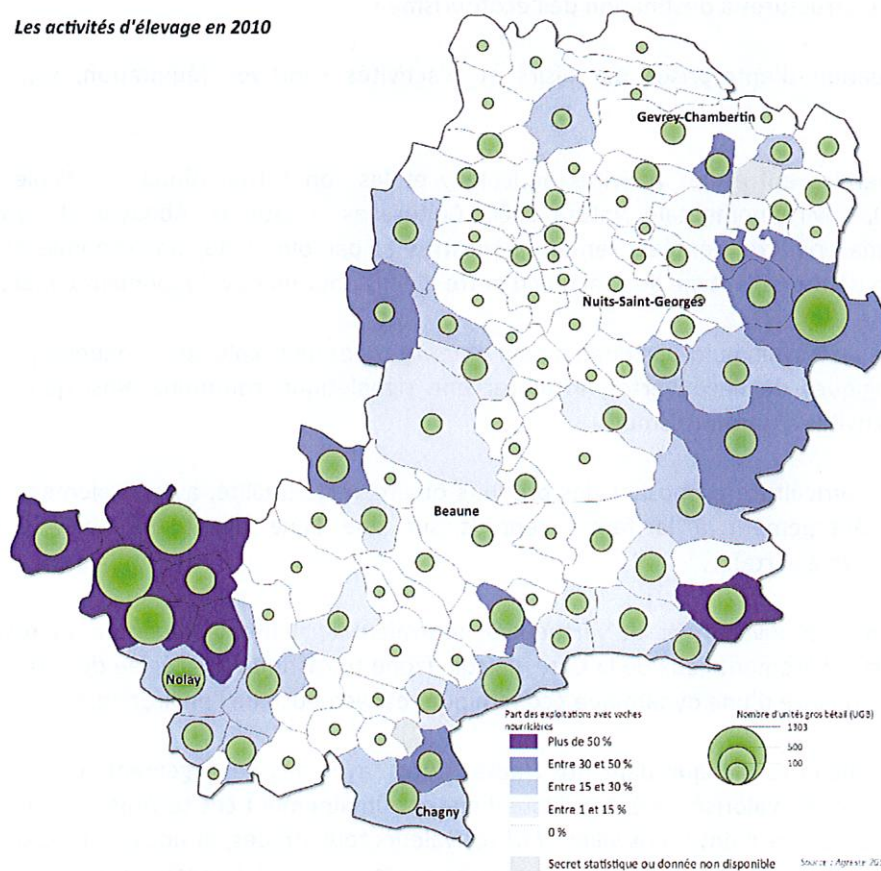 Les activités d'élevage en 2010
Gevrey-Chambertin
Nuits-Saint-Georges
Beaune
Nolay
Chagny
Part des exploitations avec vaches
nourricières
Plus de 50 %
Entre 30 et 50 %
Entre 15 et 30 %
Entre 1 et 15 %
0 %
Secret statistique ou donnée non disponible
Nombre d'unités gros bétail (UGB)
1303
500
100
Source : Agreste